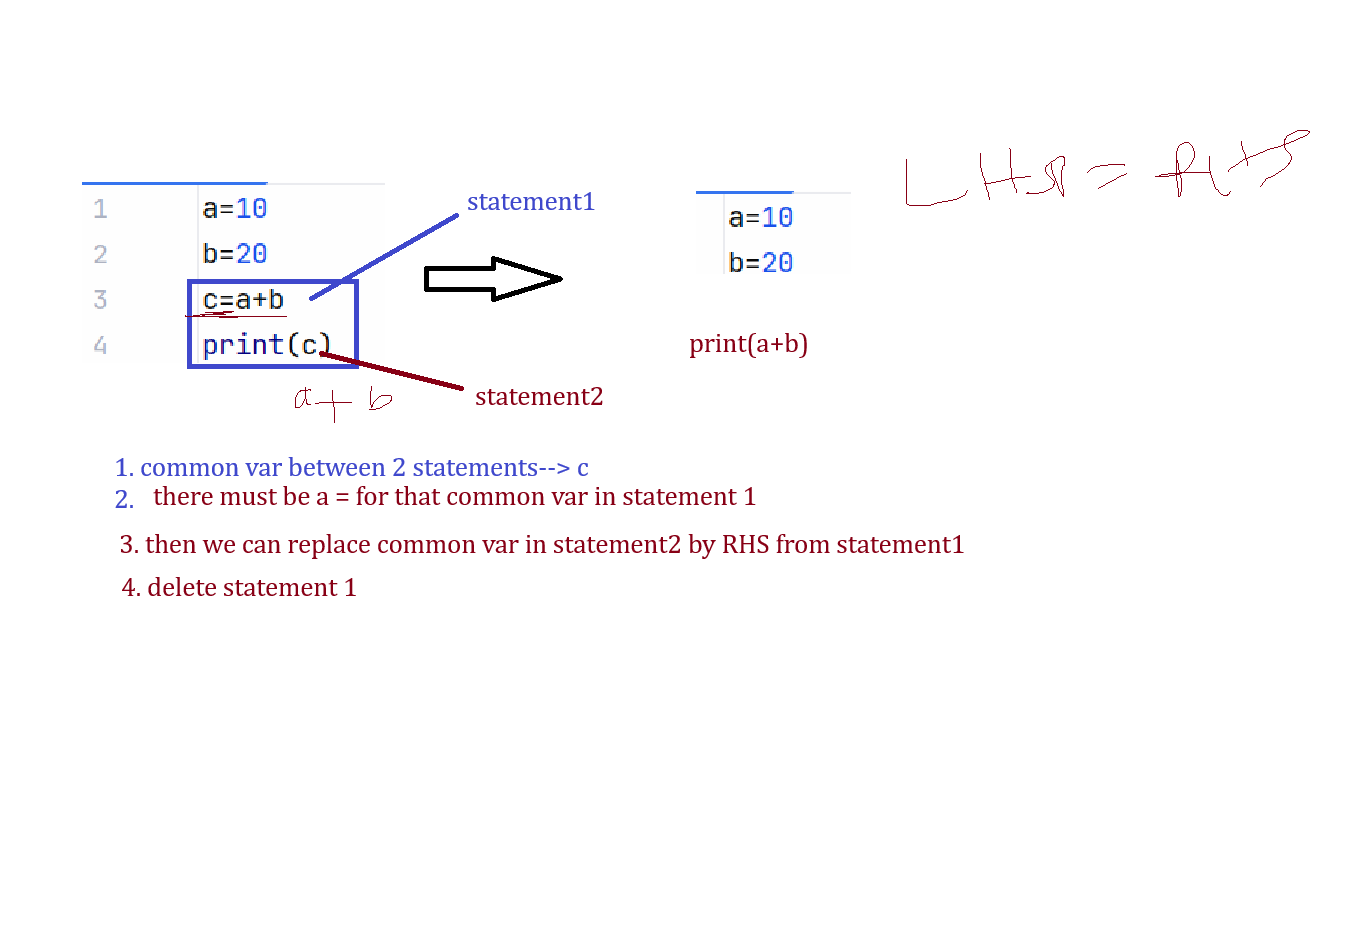 1 a=10
2 b=20
3 c=a+b
4 print(c)
statement1
statement2
a+b
a=10
b=20
print(a+b)
LHS = RHS
1. common var between 2 statements--> c
2. there must be a = for that common var in statement 1
3. then we can replace common var in statement2 by RHS from statement1
4. delete statement 1